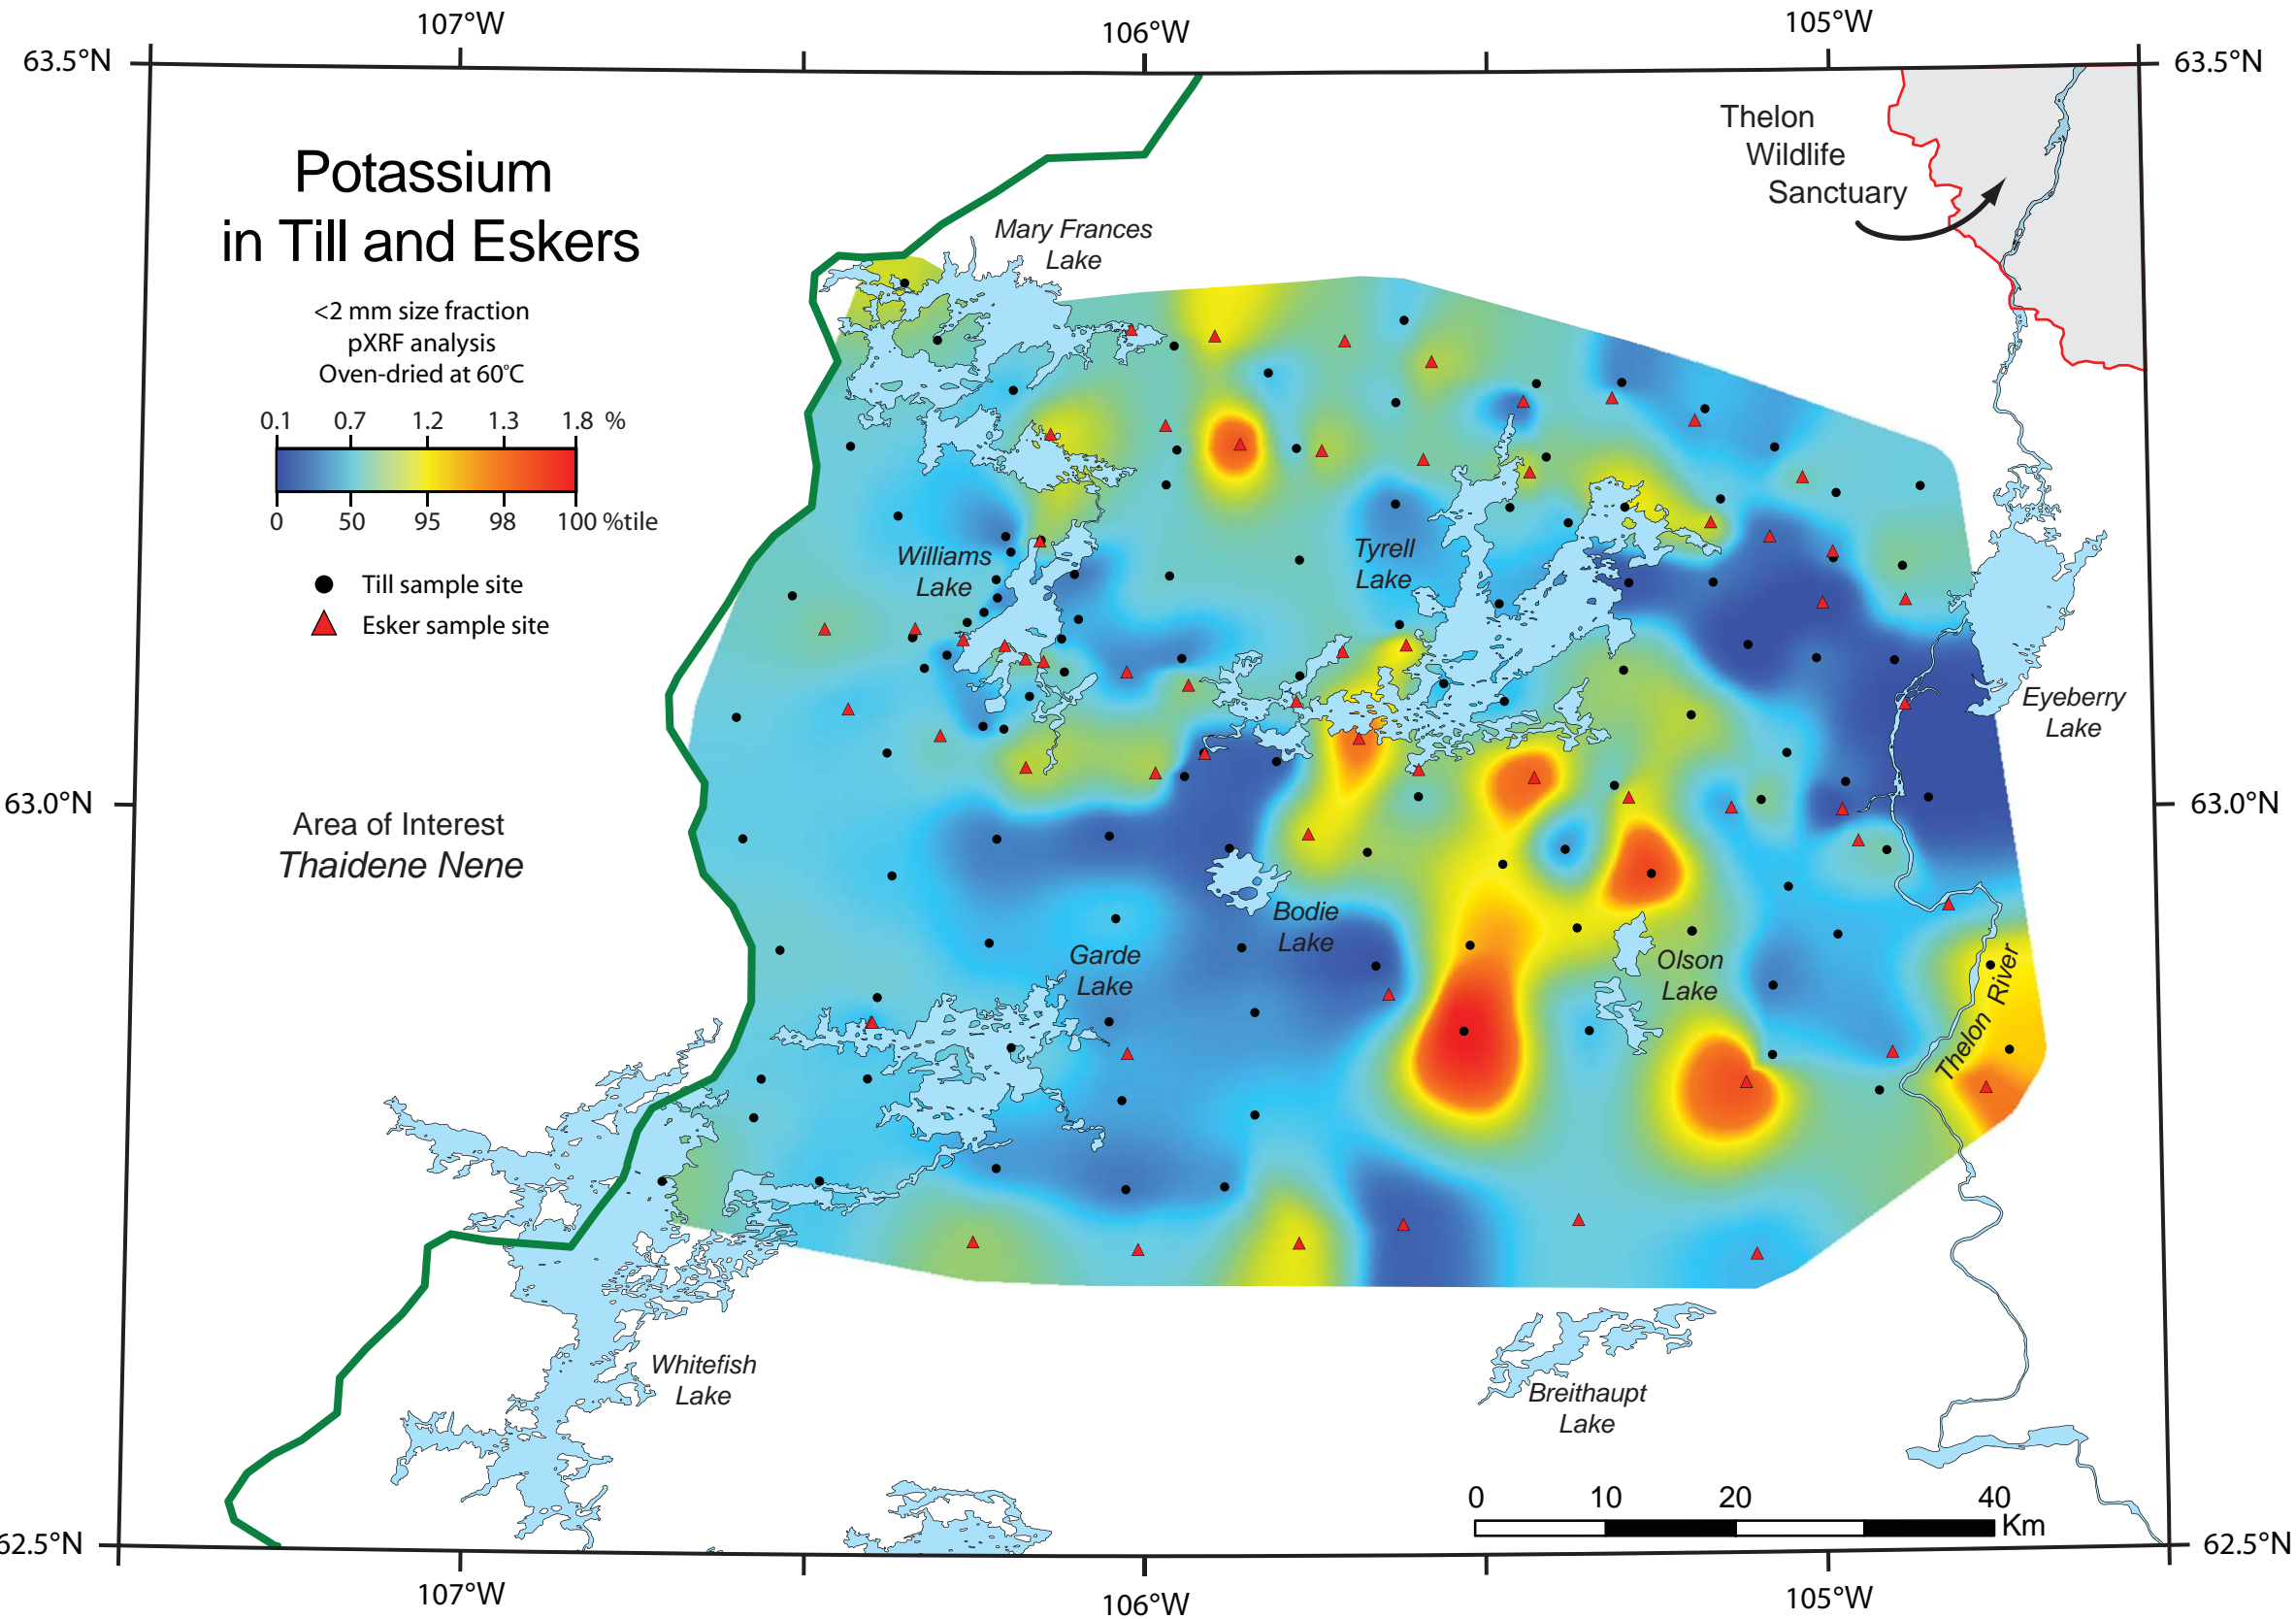 107°W
106°W
105°W
63.5°N
63.5°N
Thelon
Wildlife
Sanctuary
Potassium
in Till and Eskers
Mary Frances
Lake
<2 mm size fraction
pXRF analysis
Oven-dried at 60°C
0.1 0.7 1.2 1.3 1.8 %
0 50 95 98 100 %tile
Till sample site
Esker sample site
Williams
Lake
Tyrell
Lake
Eyeberry
Lake
63.0°N
63.0°N
Area of Interest
Thaidene Nene
Bodie
Lake
Garde
Lake
Olson
Lake
Thelon River
Whitefish
Lake
Breithaupt
Lake
0 10 20 40
Km
62.5°N
62.5°N
107°W
106°W
105°W